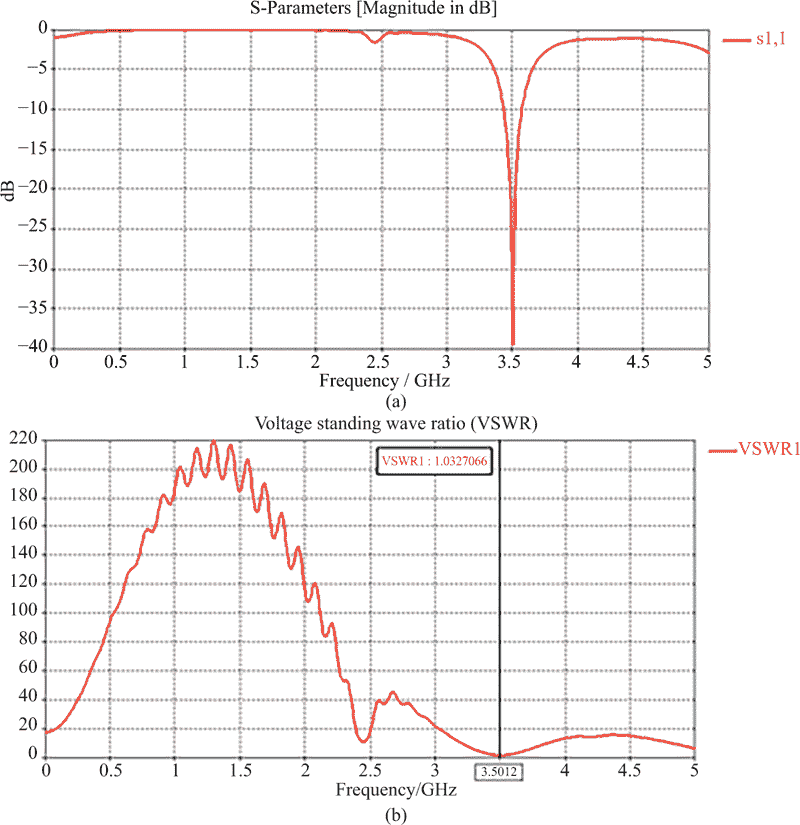 S-Parameters [Magnitude in dB]
0
−5
−10
−15
−20
−25
−30
−35
−40
dB
s1,1
0 0.5 1 1.5 2 2.5 3 3.5 4 4.5 5
Frequency / GHz
(a)
Voltage standing wave ratio (VSWR)
220
200
180
160
140
120
100
80
60
40
20
0
VSWR1 : 1.0327066
VSWR1
0 0.5 1 1.5 2 2.5 3 4 4.5 5
3.5012
Frequency/GHz
(b)